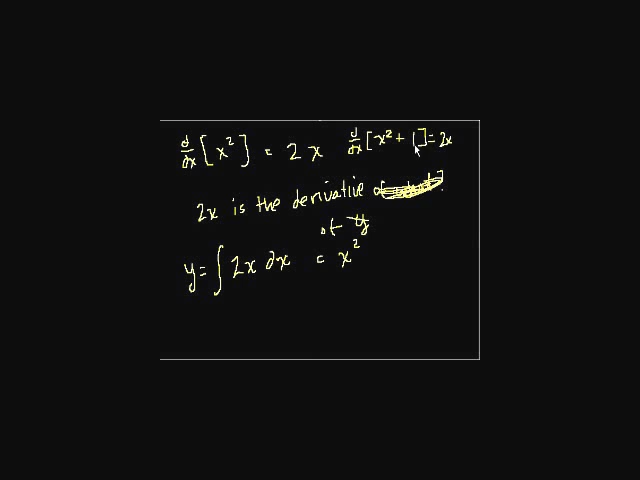 d/dx [x²] = 2x d/dx [x² + 1] = 2x
2x is the derivative
of y
y = ∫ 2x dx = x²